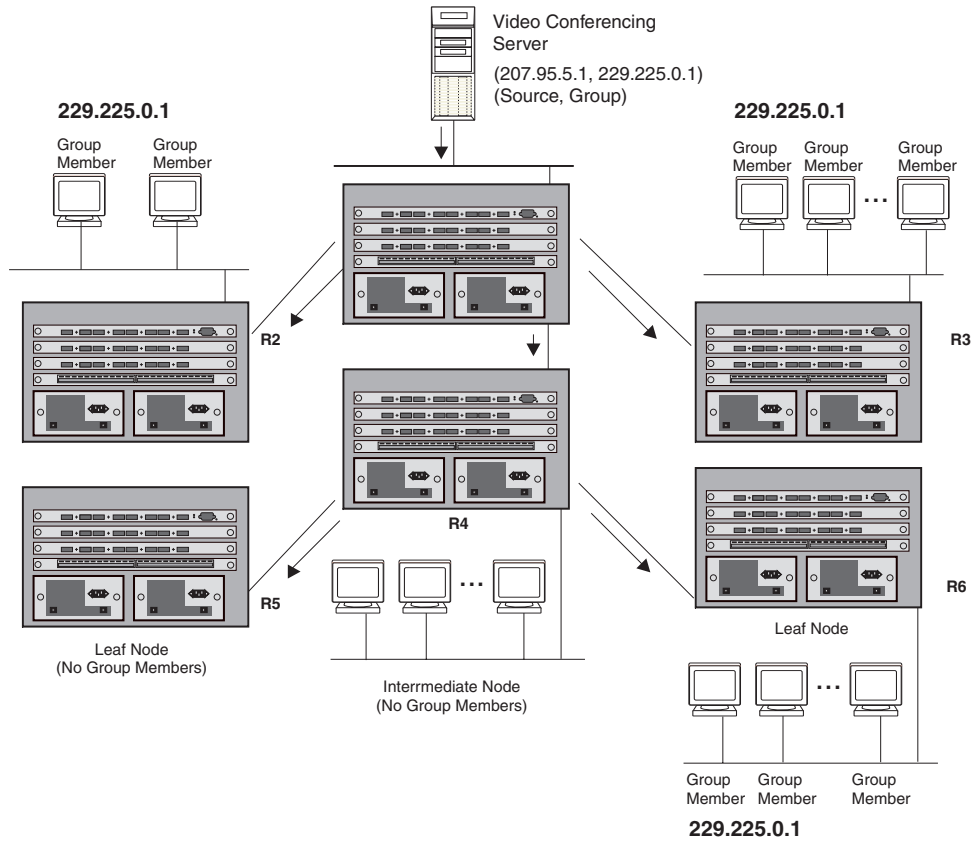 Video Conferencing
Server
(207.95.5.1, 229.225.0.1)
(Source, Group)
229.225.0.1
Group
Member
Group
Member
229.225.0.1
Group
Member
Group
Member
...
Group
Member
R2
R3
R4
R5
Leaf Node
(No Group Members)
...
Interrmediate Node
(No Group Members)
R6
Leaf Node
...
Group
Member
Group
Member
Group
Member
229.225.0.1